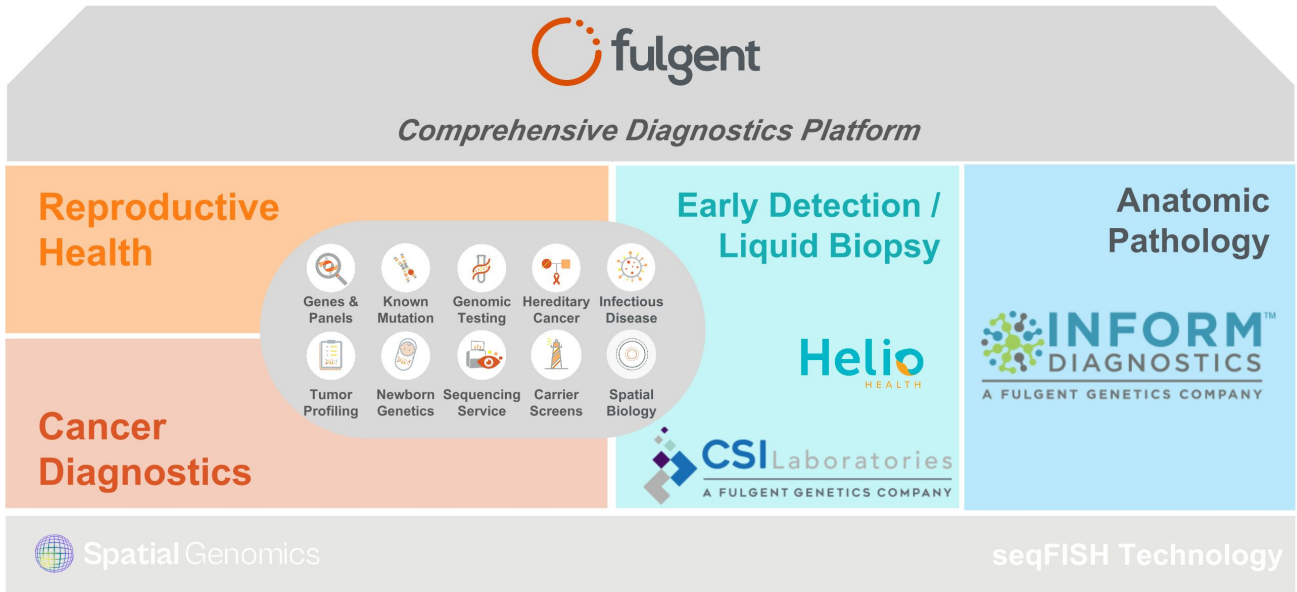 fulgent
Comprehensive Diagnostics Platform
Reproductive
Health
Genes &
Panels
Known
Mutation
Genomic
Testing
Hereditary
Cancer
Infectious
Disease
Tumor
Profiling
Newborn
Genetics
Sequencing
Service
Carrier
Screens
Spatial
Biology
Cancer
Diagnostics
Early Detection /
Liquid Biopsy
Helio
HEALTH
CSI Laboratories
A FULGENT GENETICS COMPANY
Anatomic
Pathology
INFORM™
DIAGNOSTICS
A FULGENT GENETICS COMPANY
Spatial Genomics
seqFISH Technology